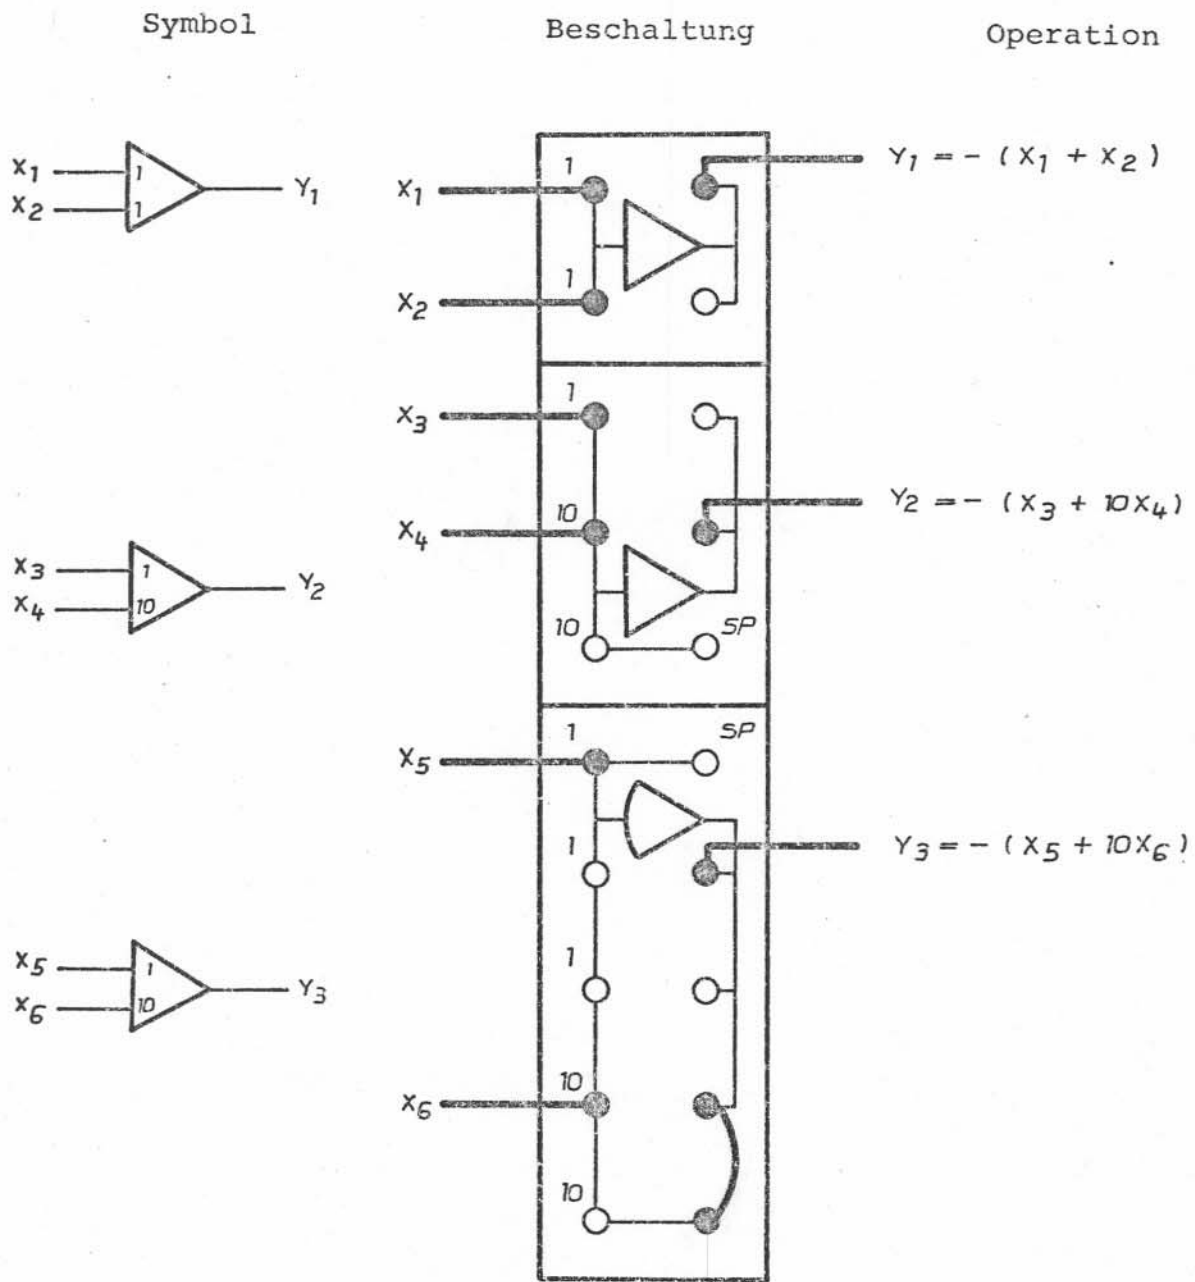 Symbol Beschaltung Operation
X1 1
X2 1
Y1
X1 1
X2 1
Y1 = - (X1 + X2)
X3 1
X4 10
Y2
X3 1
X4 10
10 SP
Y2 = - (X3 + 10X4)
X5 1
X6 10
Y3
X5 1 SP
1
1
X6 10
10
Y3 = - (X5 + 10X6)